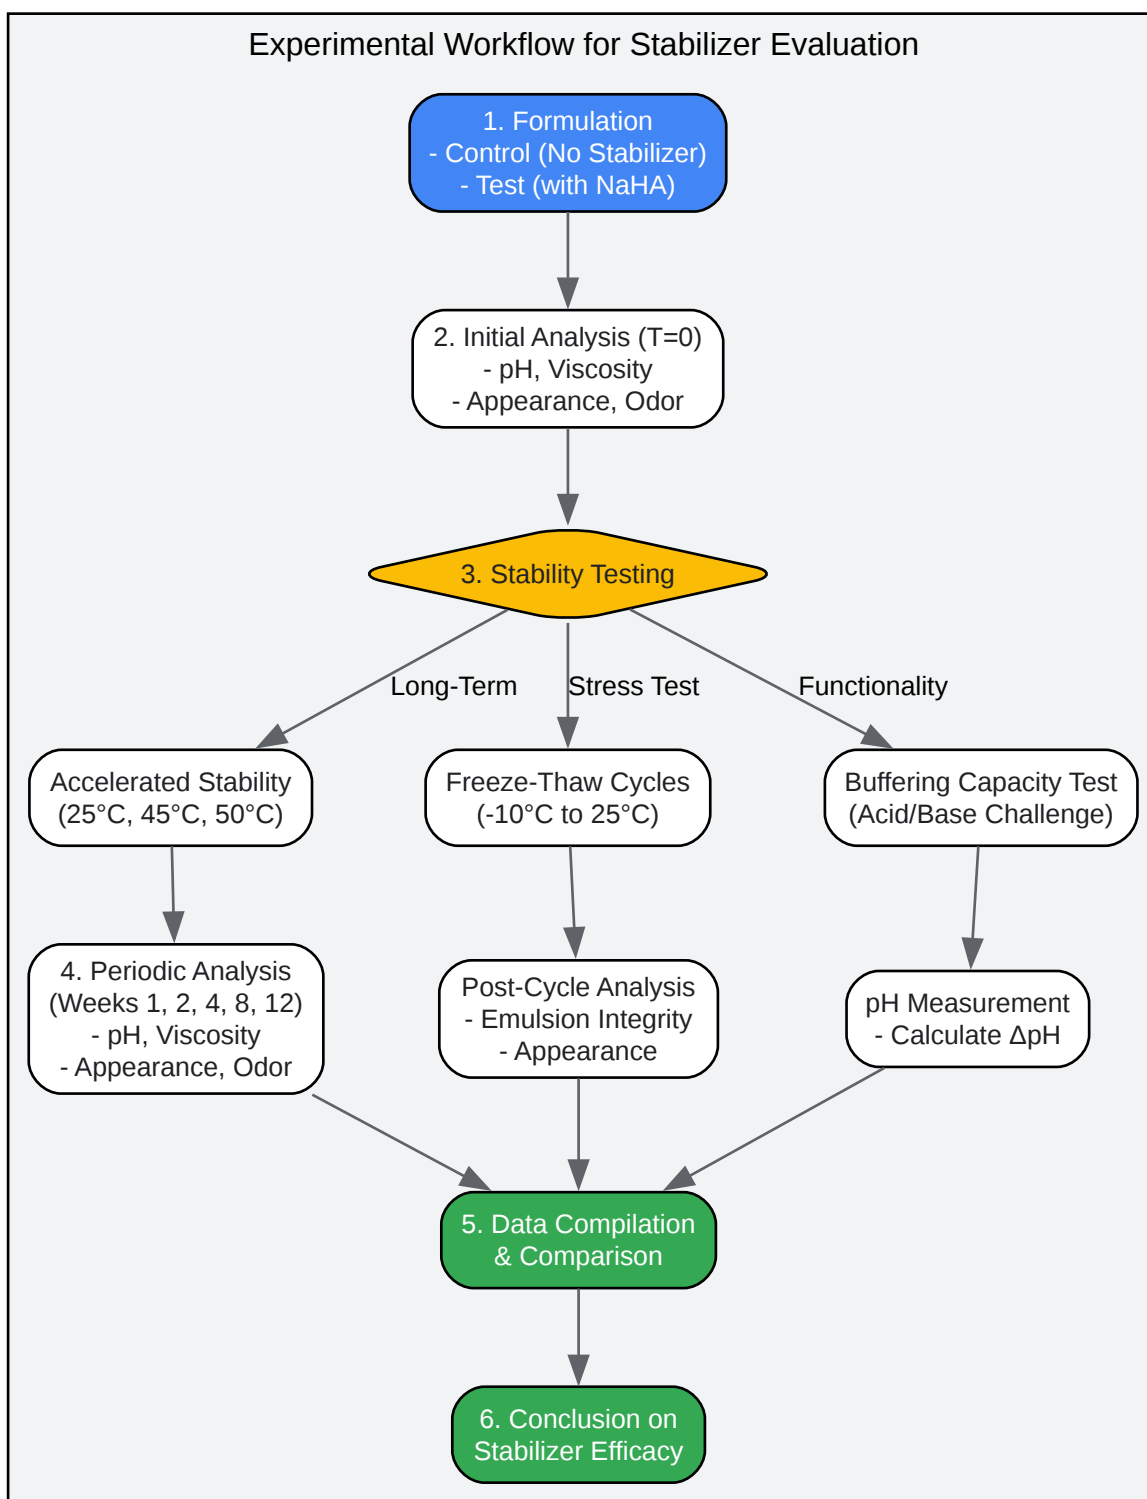 Experimental Workflow for Stabilizer Evaluation
1. Formulation
- Control (No Stabilizer)
- Test (with NaHA)
2. Initial Analysis (T=0)
- pH, Viscosity
- Appearance, Odor
3. Stability Testing
Long-Term
Stress Test
Functionality
Accelerated Stability
(25°C, 45°C, 50°C)
Freeze-Thaw Cycles
(-10°C to 25°C)
Buffering Capacity Test
(Acid/Base Challenge)
4. Periodic Analysis
(Weeks 1, 2, 4, 8, 12)
- pH, Viscosity
- Appearance, Odor
Post-Cycle Analysis
- Emulsion Integrity
- Appearance
pH Measurement
- Calculate ΔpH
5. Data Compilation
& Comparison
6. Conclusion on
Stabilizer Efficacy